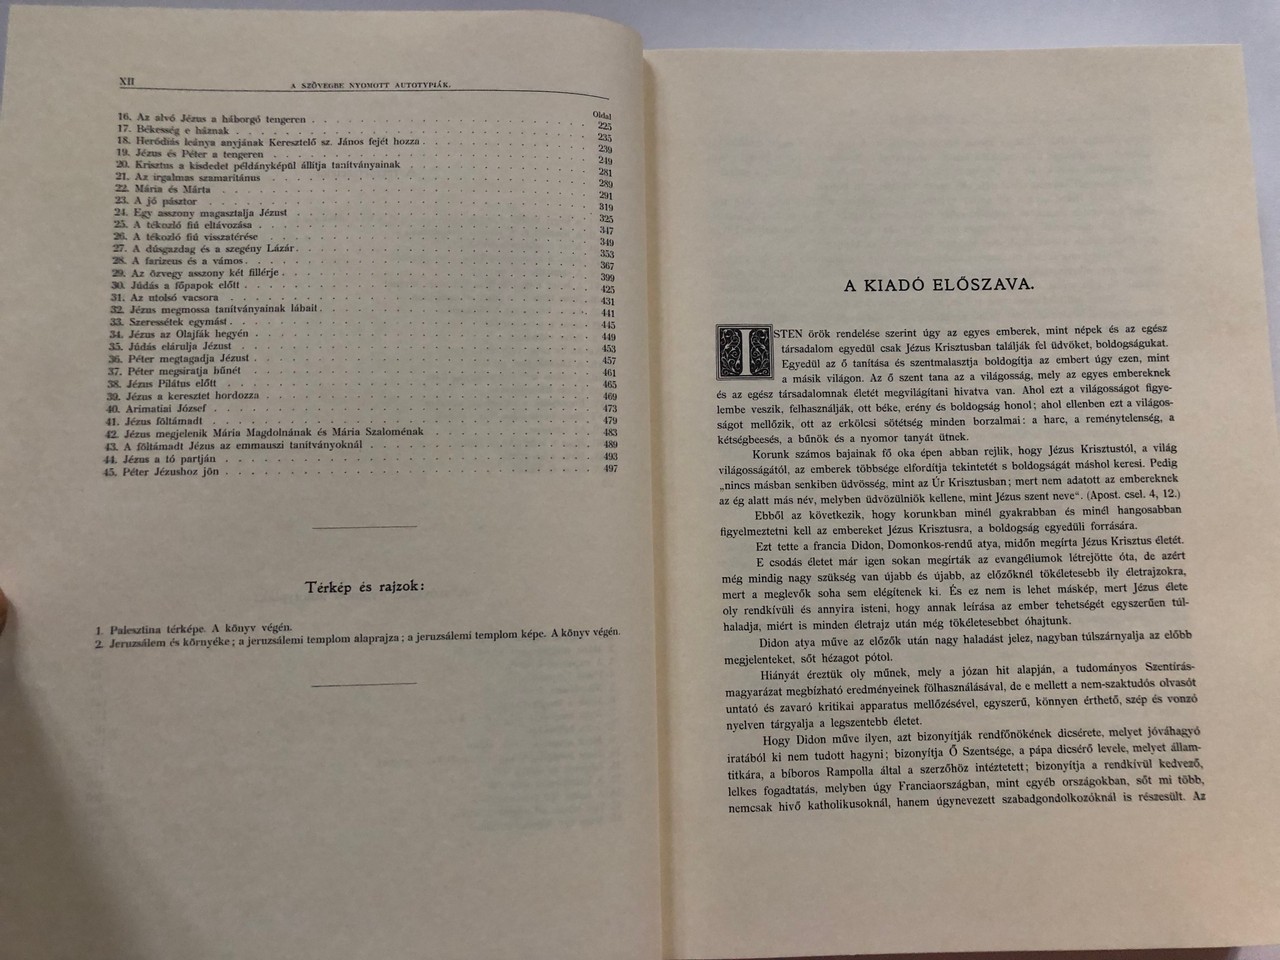 XII
A SZÖVEGBE NYOMOTT AUTOTYPIÁK.
Oldal
16. Az alvó Jézus a háborgó tengeren . . . 225
17. Békesség e háznak . . . 235
18. Heródiás leánya anyjának Keresztelő sz. János fejét hozza . . . 239
19. Jézus és Péter a tengeren . . . 249
20. Krisztus a kisdedet példányképül állítja tanítványainak . . . 281
21. Az irgalmas szamaritánus . . . 289
22. Mária és Márta . . . 291
23. A jó pásztor . . . 319
24. Egy asszony magasztalja Jézust . . . 325
25. A tékozló fiú eltávozása . . . 347
26. A tékozló fiú visszatérése . . . 349
27. A dúsgazdag és a szegény Lázár . . . 353
28. A farizeus és a vámos . . . 367
29. Az özvegy asszony két fillérje . . . 399
30. Júdás a főpapok előtt . . . 425
31. Az utolsó vacsora . . . 431
32. Jézus megmossa tanítványainak lábait . . . 441
33. Szeressétek egymást . . . 445
34. Jézus az Olajfák hegyén . . . 449
35. Júdás elárulja Jézust . . . 453
36. Péter megtagadja Jézust . . . 457
37. Péter megsiratja bűnét . . . 461
38. Jézus Pilátus előtt . . . 465
39. Jézus a keresztet hordozza . . . 469
40. Arimatiai József . . . 473
41. Jézus föltámadt . . . 479
42. Jézus megjelenik Mária Magdolnának és Mária Szaloménak . . . 483
43. A föltámadt Jézus az emmauszi tanítványoknál . . . 489
44. Jézus a tó partján . . . 493
45. Péter Jézushoz jön . . . 497
Térkép és rajzok:
1. Palesztina térképe. A könyv végén.
2. Jeruzsálem és környéke; a jeruzsálemi templom alaprajza; a jeruzsálemi templom képe. A könyv végén.
A KIADÓ ELŐSZAVA.
ISTEN örök rendelése szerint úgy az egyes emberek, mint népek és az egész
társadalom egyedül csak Jézus Krisztusban találják fel üdvöket, boldogságukat.
Egyedül az ő tanítása és szentmalasztja boldogítja az embert úgy ezen, mint
a másik világon. Az ő szent tana az a világosság, mely az egyes embereknek
és az egész társadalomnak életét megvilágítani hivatva van. Ahol ezt a világosságot figye-
lembe veszik, felhasználják, ott béke, erény és boldogság honol; ahol ellenben ezt a világos-
ságot mellőzik, ott az erkölcsi sötétség minden borzalmai: a harc, a reménytelenség, a
kétségbeesés, a bűnök és a nyomor tanyát ütnek.
Korunk számos bajainak fő oka épen abban rejlik, hogy Jézus Krisztustól, a világ
világosságától, az emberek többsége elfordítja tekintetét s boldogságát máshol keresi. Pedig
„nincs másban senkiben üdvösség, mint az Úr Krisztusban; mert nem adatott az embereknek
az ég alatt más név, melyben üdvözülniök kellene, mint Jézus szent neve“. (Apost. csel. 4, 12.)
Ebből az következik, hogy korunkban minél gyakrabban és minél hangosabban
figyelmeztetni kell az embereket Jézus Krisztusra, a boldogság egyedüli forrására.
Ezt tette a francia Didon, Domonkos-rendű atya, midőn megírta Jézus Krisztus életét.
E csodás életet már igen sokan megírták az evangéliumok létrejötte óta, de azért
még mindig nagy szükség van újabb és újabb, az előzőknél tökéletesebb ily életrajzokra,
mert a meglevők soha sem elégítenek ki. És ez nem is lehet máskép, mert Jézus élete
oly rendkívüli és annyira isteni, hogy annak leírása az ember tehetségét egyszerűen túl-
haladja, miért is minden életrajz után még tökéletesebbet óhajtunk.
Didon atya műve az előzők után nagy haladást jelez, nagyban túlszárnyalja az előbb
megjelenteket, sőt hézagot pótol.
Hiányát éreztük oly műnek, mely a józan hit alapján, a tudományos Szentírás-
magyarázat megbízható eredményeinek fölhasználásával, de e mellett a nem-szaktudós olvasót
untató és zavaró kritikai apparatus mellőzésével, egyszerű, könnyen érthető, szép és vonzó
nyelven tárgyalja a legszentebb életet.
Hogy Didon műve ilyen, azt bizonyítják rendfőnökének dicsérete, melyet jóváhagyó
iratából ki nem tudott hagyni; bizonyítja Ő Szentsége, a pápa dicsérő levele, melyet állam-
titkára, a bíboros Rampolla által a szerzőhöz intéztetett; bizonyítja a rendkívül kedvező,
lelkes fogadtatás, melyben úgy Franciaországban, mint egyéb országokban, sőt mi több,
nemcsak hivő katholikusoknál, hanem úgynevezett szabadgondolkozóknál is részesült. Az